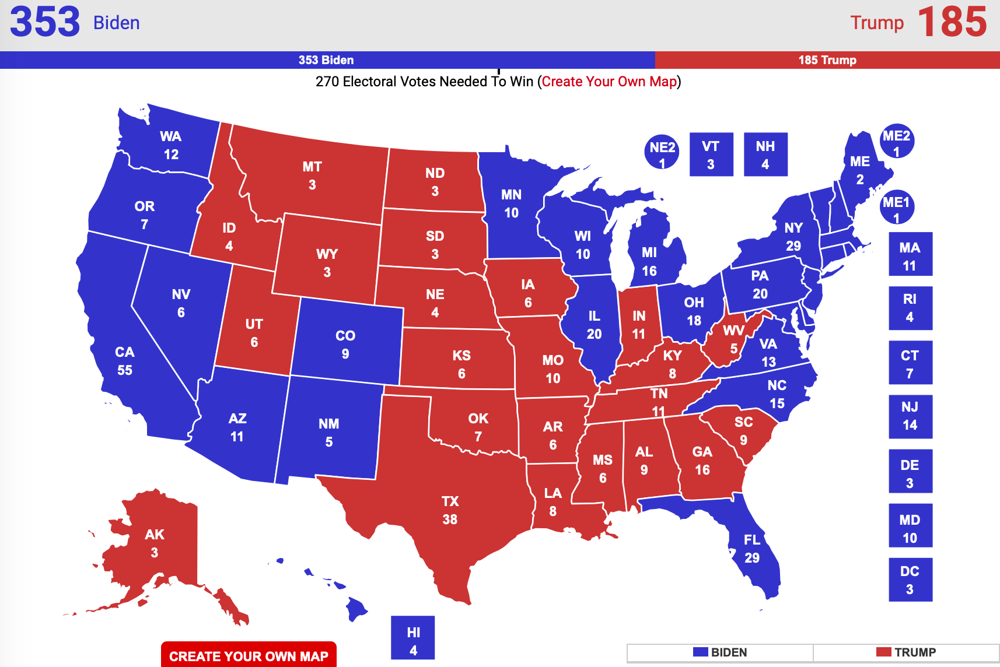 353 Biden
Trump 185
353 Biden
185 Trump
270 Electoral Votes Needed To Win (Create Your Own Map)
WA
12
OR
7
CA
55
NV
6
ID
4
MT
3
WY
3
UT
6
AZ
11
CO
9
NM
5
ND
3
SD
3
NE
4
KS
6
OK
7
TX
38
MN
10
IA
6
MO
10
AR
6
LA
8
WI
10
IL
20
MI
16
IN
11
OH
18
KY
8
TN
11
MS
6
AL
9
GA
16
FL
29
SC
9
NC
15
VA
13
WV
5
PA
20
NY
29
ME
2
NE2
1
VT
3
NH
4
ME2
1
ME1
1
MA
11
RI
4
CT
7
NJ
14
DE
3
MD
10
DC
3
AK
3
HI
4
CREATE YOUR OWN MAP
BIDEN
TRUMP